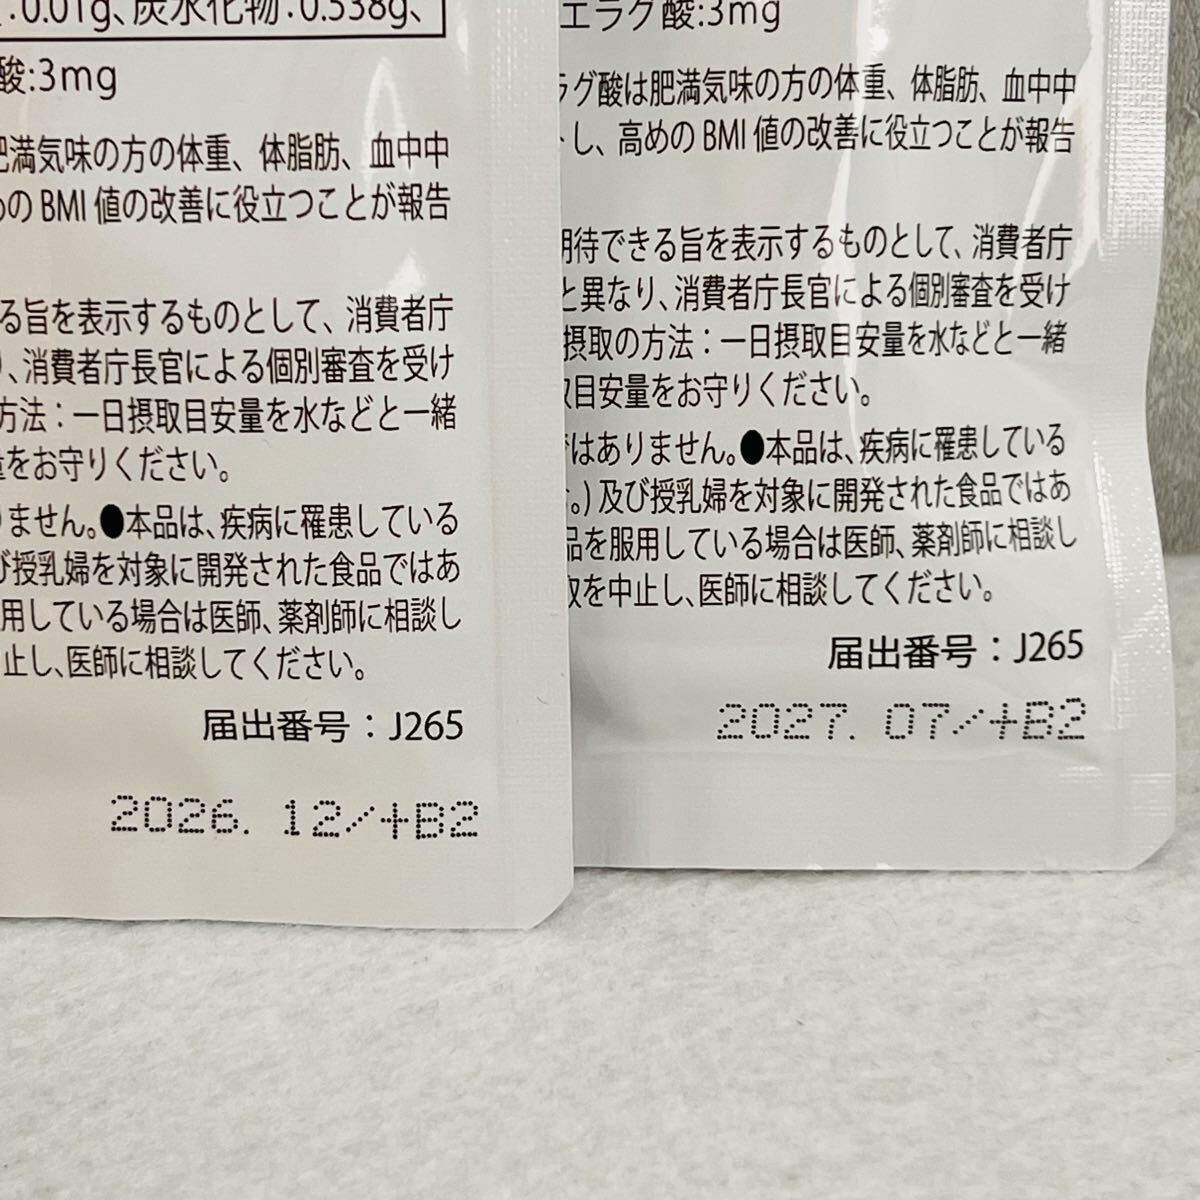 :0.01g、炭水化物:0.538g、
酸:3mg
肥満気味の方の体重、体脂肪、血中中
めの BMI 値の改善に役立つことが報告
る旨を表示するものとして、消費者庁
り、消費者庁長官による個別審査を受け
方法：一日摂取目安量を水などと一緒
量をお守りください。
りません。●本品は、疾病に罹患している
び授乳婦を対象に開発された食品ではあ
用している場合は医師、薬剤師に相談し
止し、医師に相談してください。
届出番号：J265
2026. 12/+B2
エラグ酸:3mg
ラグ酸は肥満気味の方の体重、体脂肪、血中中
トし、高めの BMI 値の改善に役立つことが報告
期待できる旨を表示するものとして、消費者庁
と異なり、消費者庁長官による個別審査を受け
摂取の方法：一日摂取目安量を水などと一緒
取目安量をお守りください。
ではありません。●本品は、疾病に罹患している
。)及び授乳婦を対象に開発された食品ではあ
品を服用している場合は医師、薬剤師に相談し
取を中止し、医師に相談してください。
届出番号：J265
2027. 07/+B2